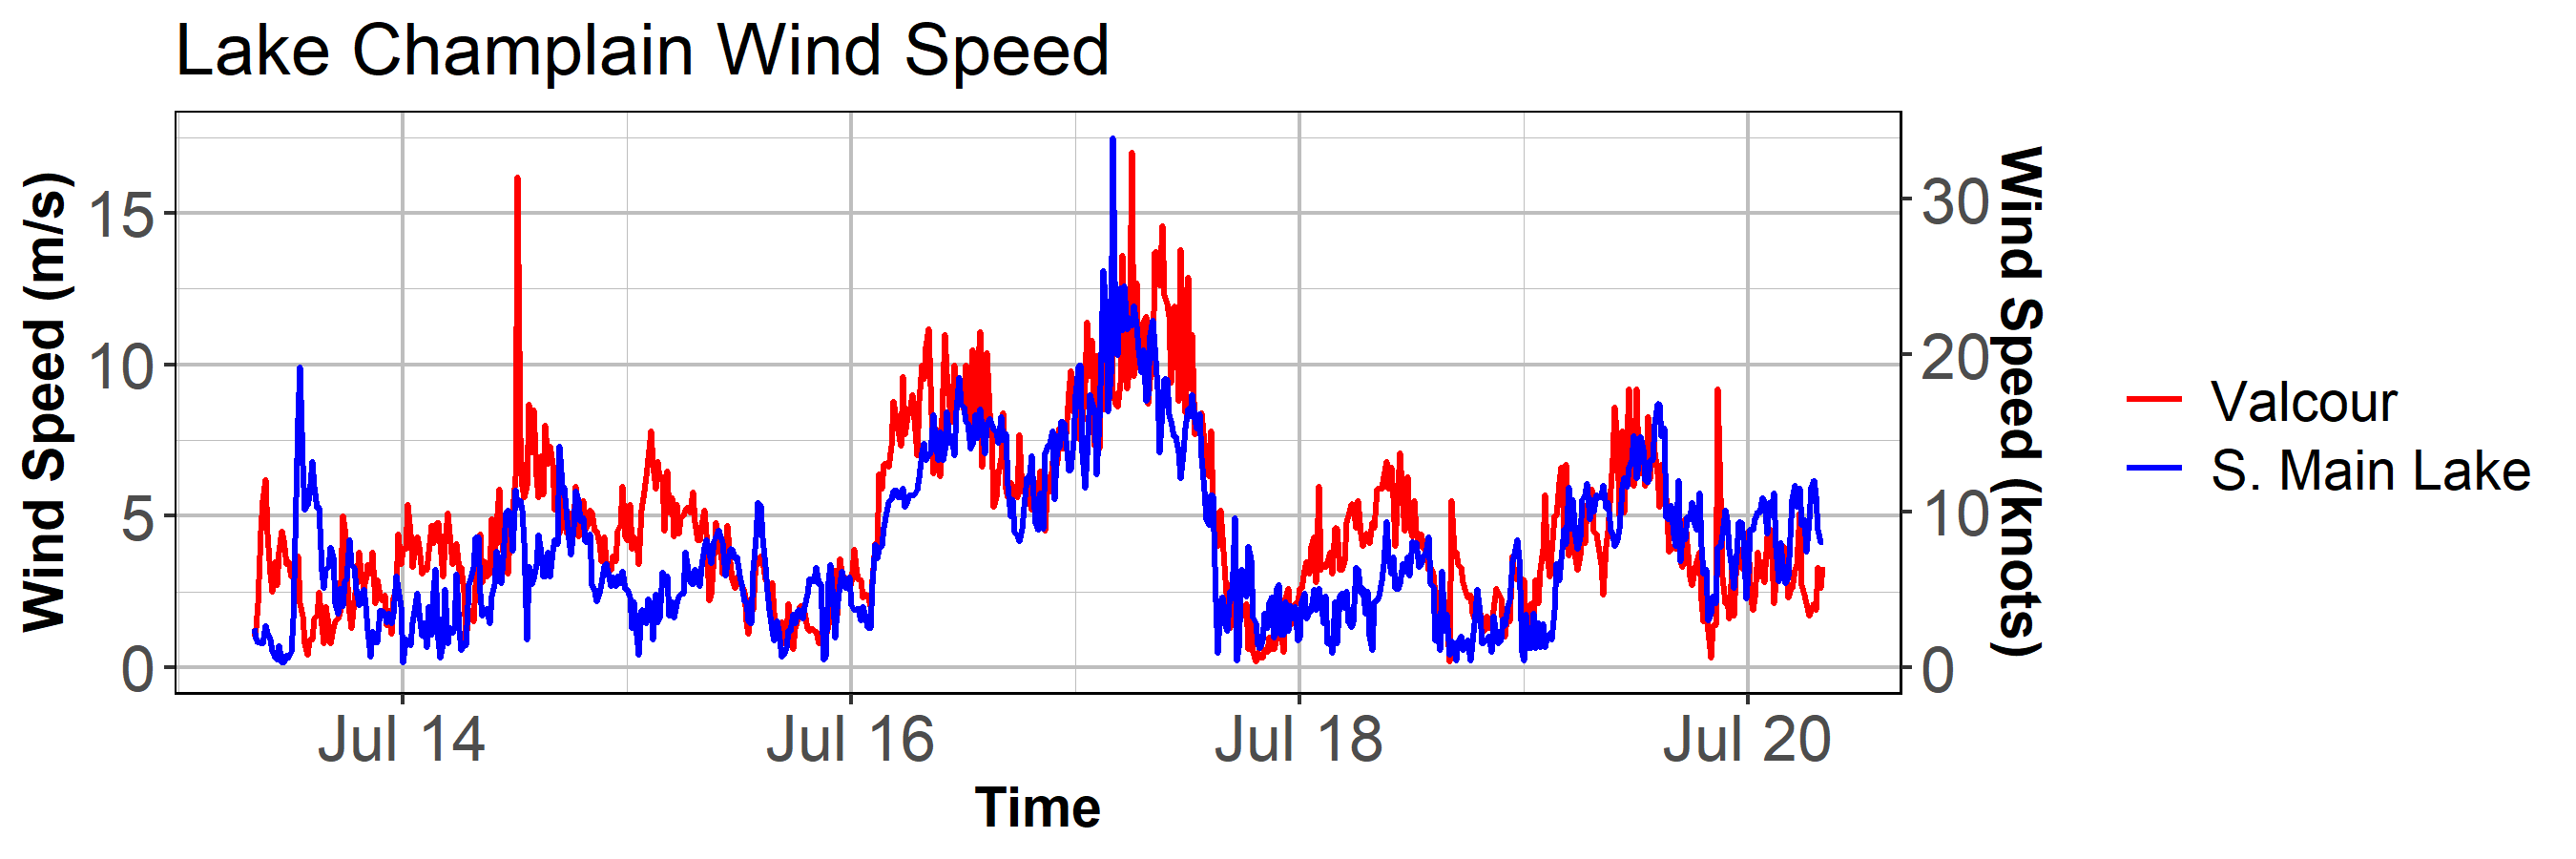 Lake Champlain Wind Speed
Wind Speed (m/s)
15
10
5
0
30
20
10
0
Wind Speed (knots)
Jul 14
Jul 16
Jul 18
Jul 20
Time
Valcour
S. Main Lake